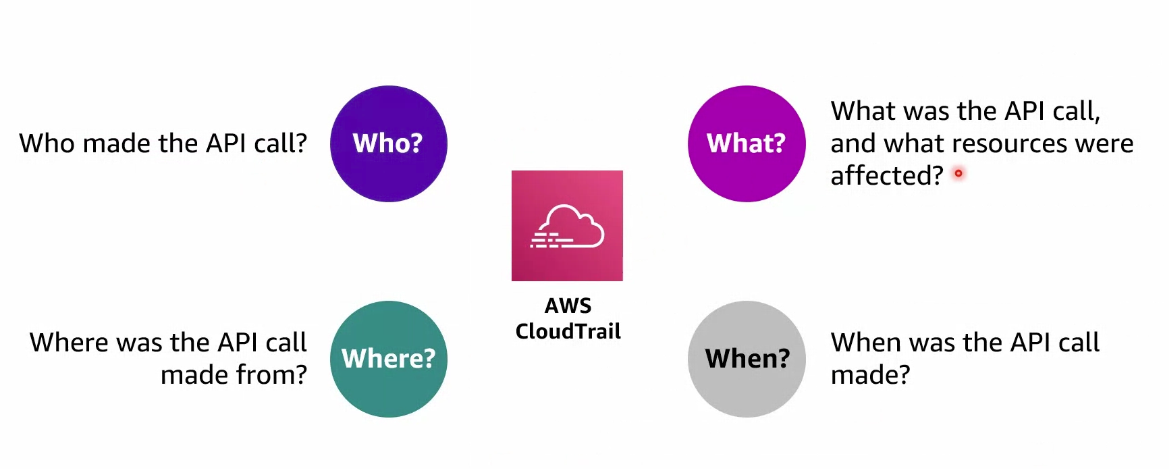 Who made the API call?
Who?
What?
What was the API call,
and what resources were
affected?
AWS
CloudTrail
Where was the API call
made from?
Where?
When?
When was the API call
made?